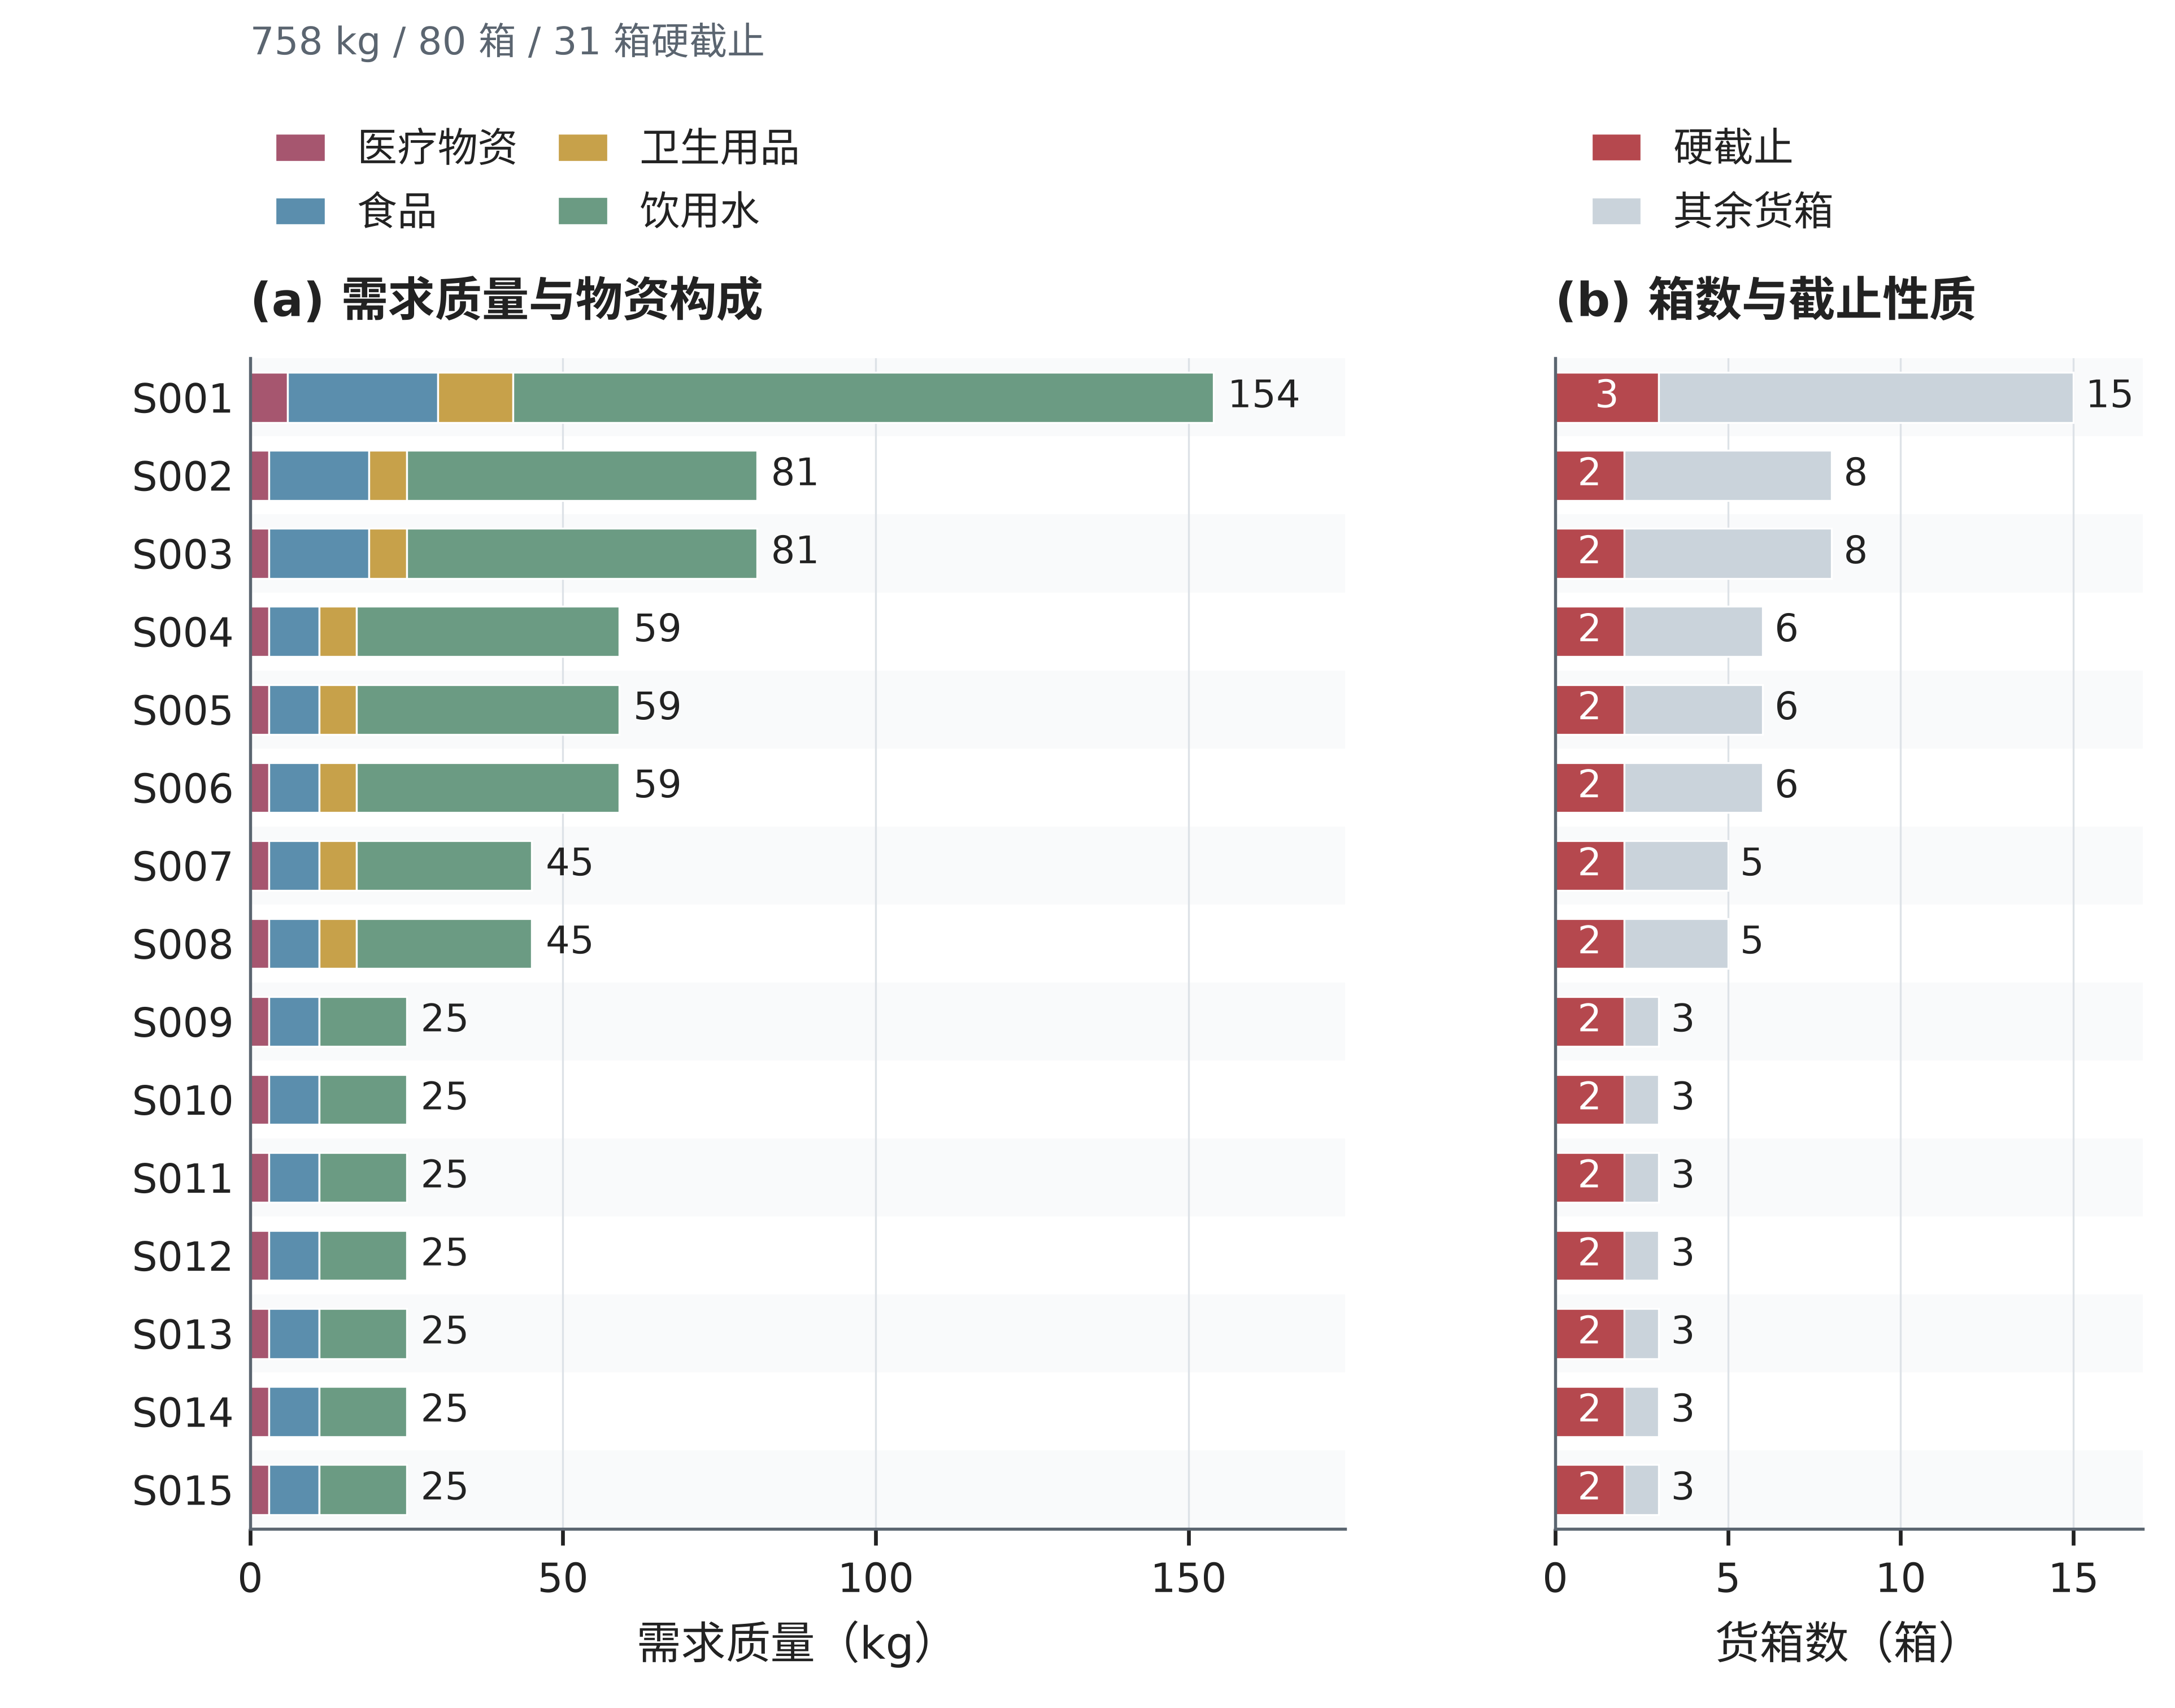 758 kg / 80 箱 / 31 箱硬截止
医疗物资 卫生用品
食品 饮用水
硬截止
其余货箱
(a) 需求质量与物资构成
(b) 箱数与截止性质
S001 154 3 15
S002 81 2 8
S003 81 2 8
S004 59 2 6
S005 59 2 6
S006 59 2 6
S007 45 2 5
S008 45 2 5
S009 25 2 3
S010 25 2 3
S011 25 2 3
S012 25 2 3
S013 25 2 3
S014 25 2 3
S015 25 2 3
0 50 100 150
0 5 10 15
需求质量（kg）
货箱数（箱）